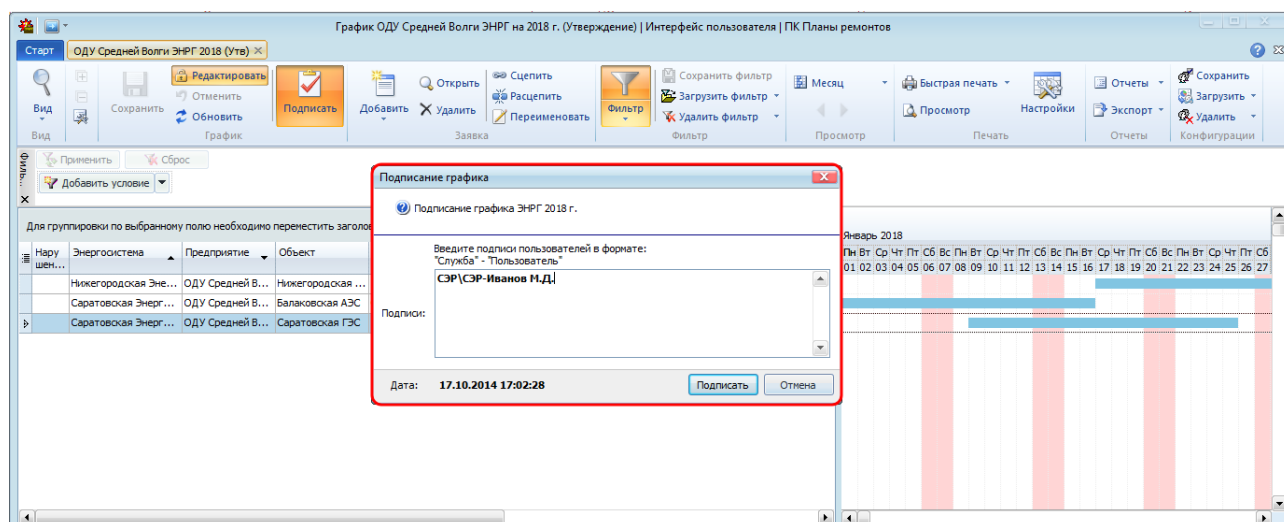 График ОДУ Средней Волги ЭНРГ на 2018 г. (Утверждение) | Интерфейс пользователя | ПК Планы ремонтов
Старт ОДУ Средней Волги ЭНРГ 2018 (Утв)
Вид Сохранить Редактировать Отменить Обновить Подписать Добавить Открыть Удалить Сцепить Расцепить Переименовать Фильтр Сохранить фильтр Загрузить фильтр Удалить фильтр Месяц Быстрая печать Просмотр Настройки Отчеты Экспорт Сохранить Загрузить Удалить
Вид График Заявка Фильтр Просмотр Печать Отчеты Конфигурации
Применить Сброс
Добавить условие
Для группировки по выбранному полю необходимо переместить заголо
Нару шен... Энергосистема Предприятие Объект
Нижегородская Эне... ОДУ Средней В... Нижегородская ...
Саратовская Энерг... ОДУ Средней В... Балаковская АЭС
Саратовская Энерг... ОДУ Средней В... Саратовская ГЭС
Подписание графика
Подписание графика ЭНРГ 2018 г.
Введите подписи пользователей в формате:
"Служба" - "Пользователь"
СЭР\СЭР-Иванов М.Д.
Подписи:
Дата: 17.10.2014 17:02:28 Подписать Отмена
Январь 2018
Пн Вт Ср Чт Пт Сб Вс Пн Вт Ср Чт Пт Сб Вс Пн Вт Ср Чт Пт Сб Вс Пн Вт Ср Чт Пт Сб
01 02 03 04 05 06 07 08 09 10 11 12 13 14 15 16 17 18 19 20 21 22 23 24 25 26 27